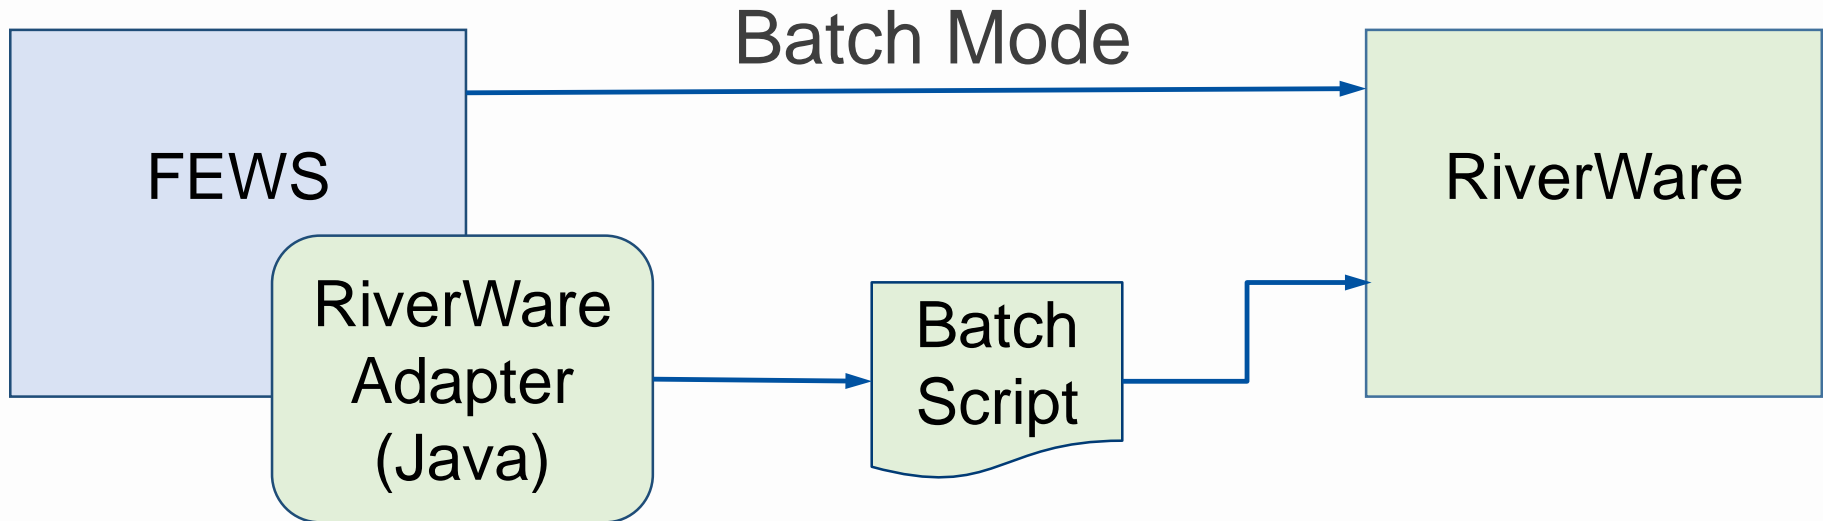 Batch Mode
FEWS
RiverWare
RiverWare
Adapter
(Java)
Batch
Script